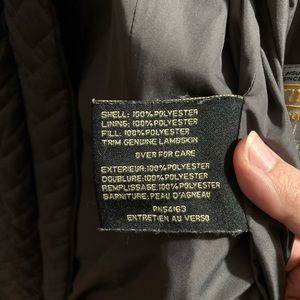 SHELL: 100% POLYESTER
LINING: 100% POLYESTER
FILL: 100% POLYESTER
TRIM GENUINE LAMBSKIN
OVER FOR CARE
EXTERIEUR: 100% POLYESTER
DOUBLURE: 100% POLYESTER
REMPLISSAGE: 100% POLYESTER
GARNITURE: PEAU D'AGNEAU
RN54163
ENTRETIEN AU VERSO